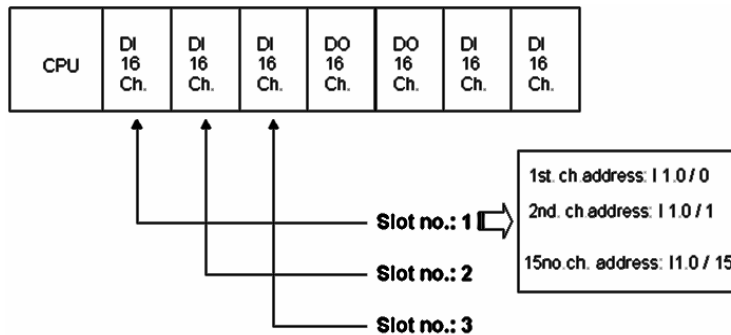 CPU
DI
16
Ch.
DI
16
Ch.
DI
16
Ch.
DO
16
Ch.
DO
16
Ch.
DI
16
Ch.
DI
16
Ch.
1st. ch.address: I 1.0 / 0
Slot no.: 1
2nd. ch.address: I 1.0 / 1
15no.ch. address: I1.0 / 15
Slot no.: 2
Slot no.: 3